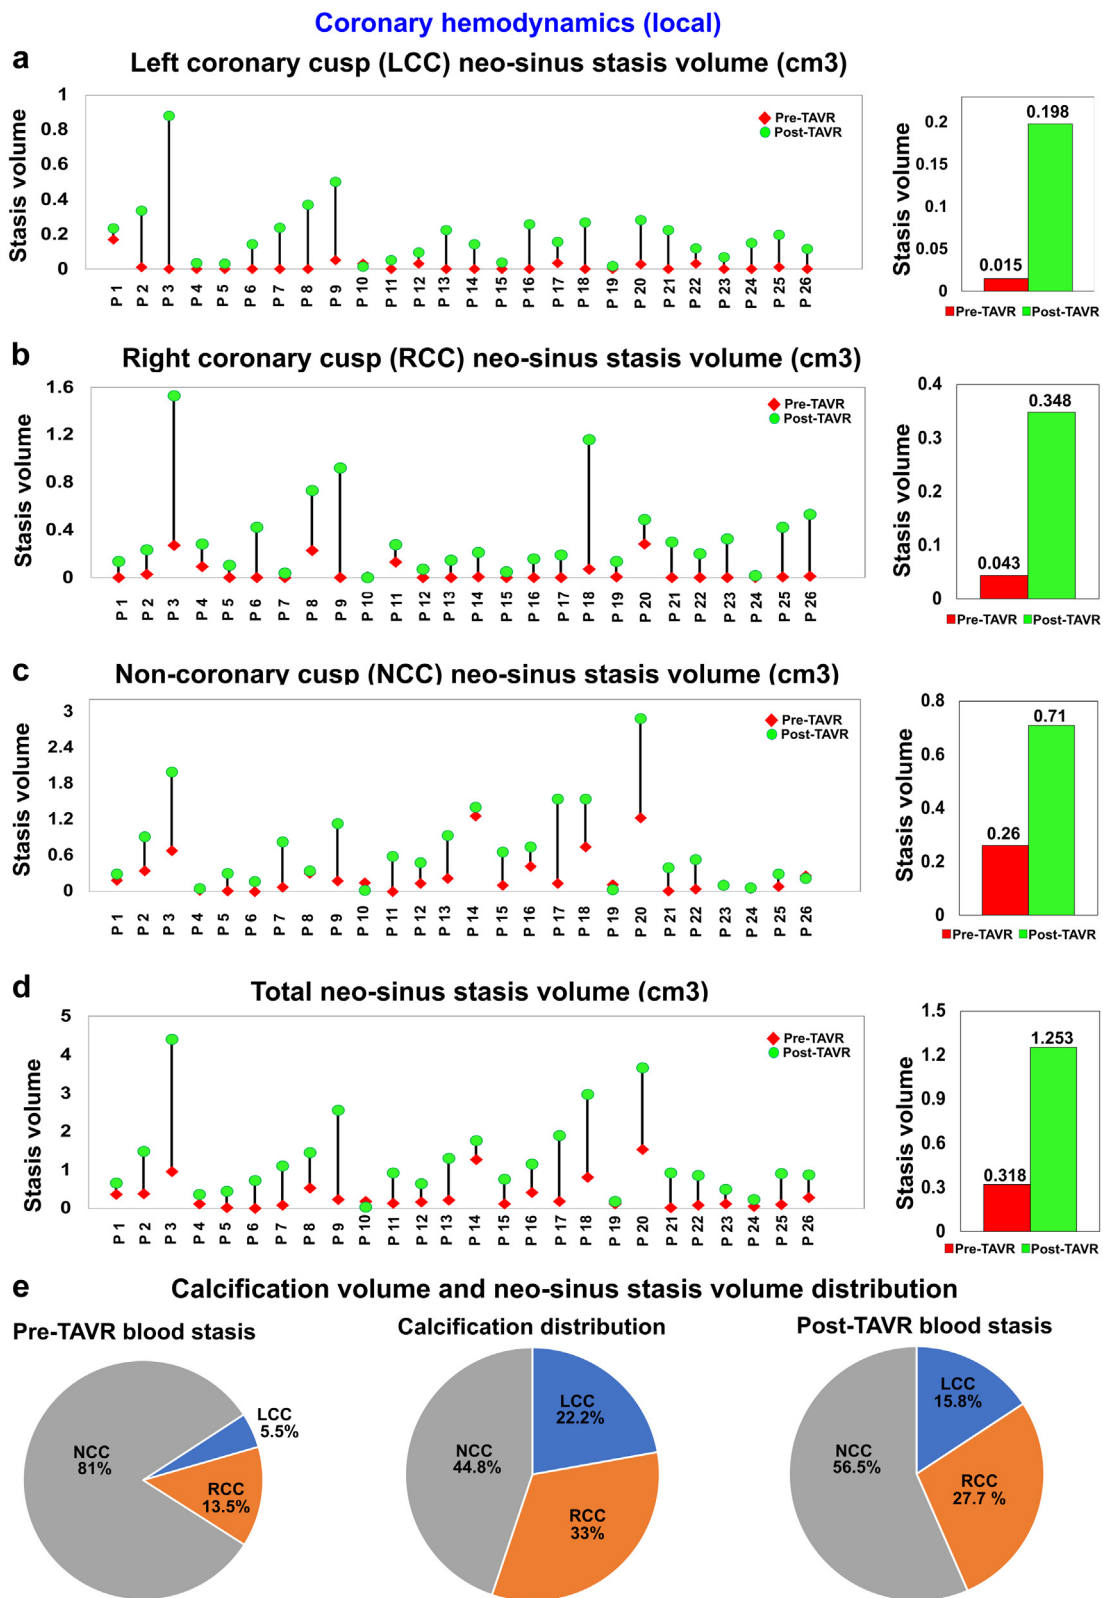 Coronary hemodynamics (local)
a
Left coronary cusp (LCC) neo-sinus stasis volume (cm3)
Stasis volume
1
0.8
0.6
0.4
0.2
0
Pre-TAVR
Post-TAVR
P 1 P 2 P 3 P 4 P 5 P 6 P 7 P 8 P 9 P 10 P 11 P 12 P 13 P 14 P 15 P 16 P 17 P 18 P 19 P 20 P 21 P 22 P 23 P 24 P 25 P 26
Stasis volume
0.2
0.15
0.1
0.05
0
0.198
0.015
Pre-TAVR Post-TAVR
b
Right coronary cusp (RCC) neo-sinus stasis volume (cm3)
Stasis volume
1.6
1.2
0.8
0.4
0
Pre-TAVR
Post-TAVR
P 1 P 2 P 3 P 4 P 5 P 6 P 7 P 8 P 9 P 10 P 11 P 12 P 13 P 14 P 15 P 16 P 17 P 18 P 19 P 20 P 21 P 22 P 23 P 24 P 25 P 26
Stasis volume
0.4
0.3
0.2
0.1
0
0.348
0.043
Pre-TAVR Post-TAVR
c
Non-coronary cusp (NCC) neo-sinus stasis volume (cm3)
Stasis volume
3
2.4
1.8
1.2
0.6
0
Pre-TAVR
Post-TAVR
P 1 P 2 P 3 P 4 P 5 P 6 P 7 P 8 P 9 P 10 P 11 P 12 P 13 P 14 P 15 P 16 P 17 P 18 P 19 P 20 P 21 P 22 P 23 P 24 P 25 P 26
Stasis volume
0.8
0.6
0.4
0.2
0
0.71
0.26
Pre-TAVR Post-TAVR
d
Total neo-sinus stasis volume (cm3)
Stasis volume
5
4
3
2
1
0
Pre-TAVR
Post-TAVR
P 1 P 2 P 3 P 4 P 5 P 6 P 7 P 8 P 9 P 10 P 11 P 12 P 13 P 14 P 15 P 16 P 17 P 18 P 19 P 20 P 21 P 22 P 23 P 24 P 25 P 26
Stasis volume
1.5
1.2
0.9
0.6
0.3
0
1.253
0.318
Pre-TAVR Post-TAVR
e
Calcification volume and neo-sinus stasis volume distribution
Pre-TAVR blood stasis
LCC
5.5%
NCC
81%
RCC
13.5%
Calcification distribution
LCC
22.2%
NCC
44.8%
RCC
33%
Post-TAVR blood stasis
LCC
15.8%
NCC
56.5%
RCC
27.7 %